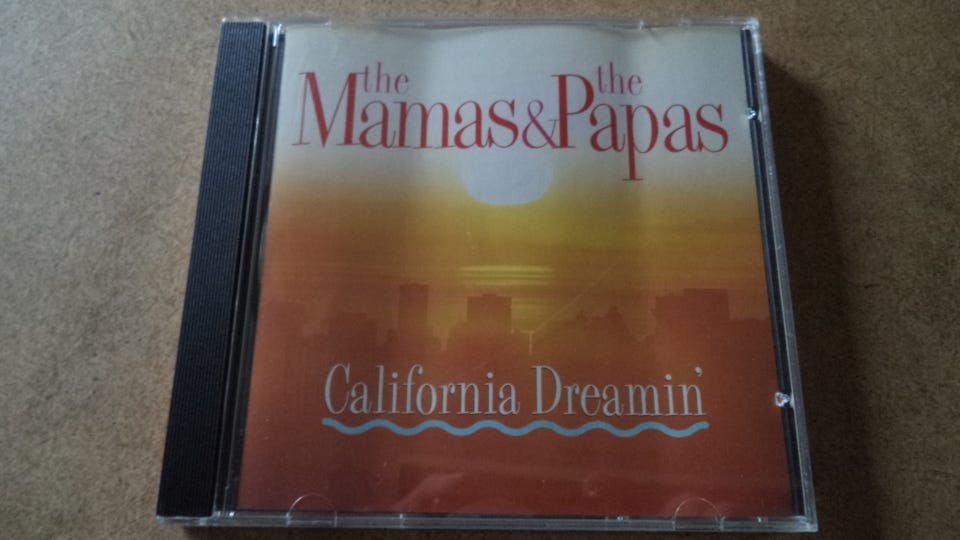 the Mamas & the Papas
California Dreamin'